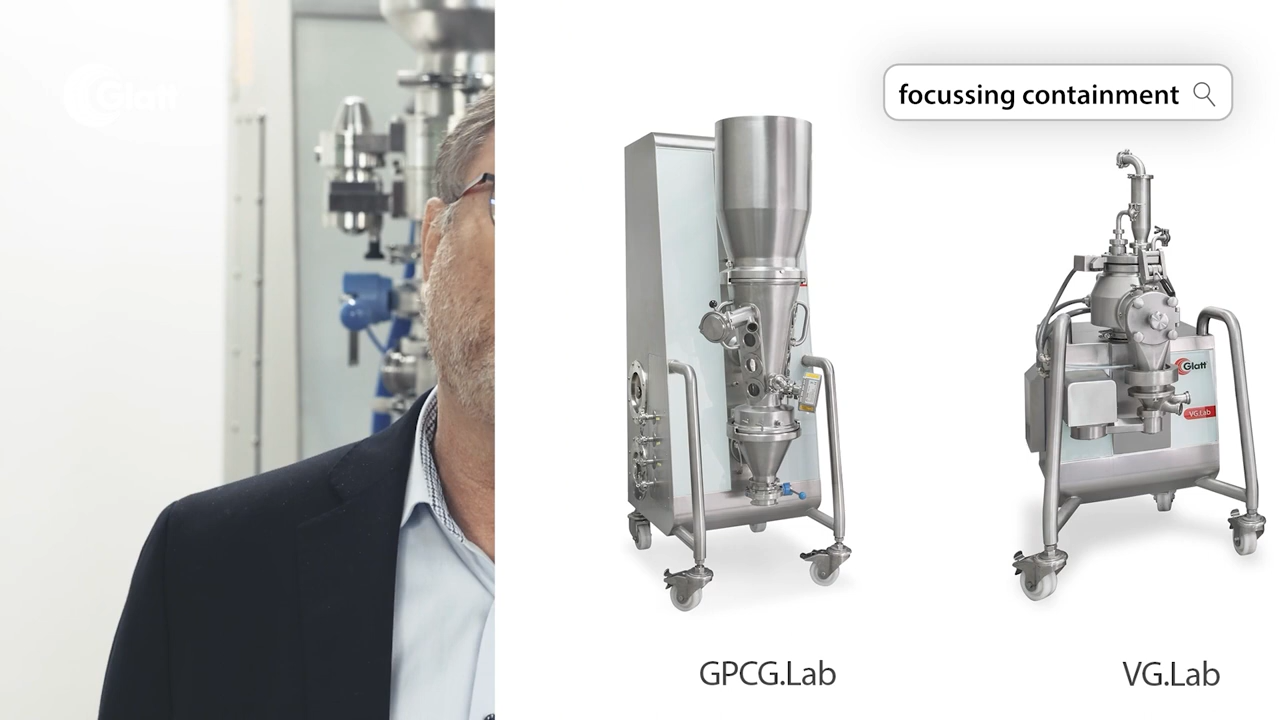 Glatt
focussing containment
Glatt
VG.Lab
GPCG.Lab
VG.Lab